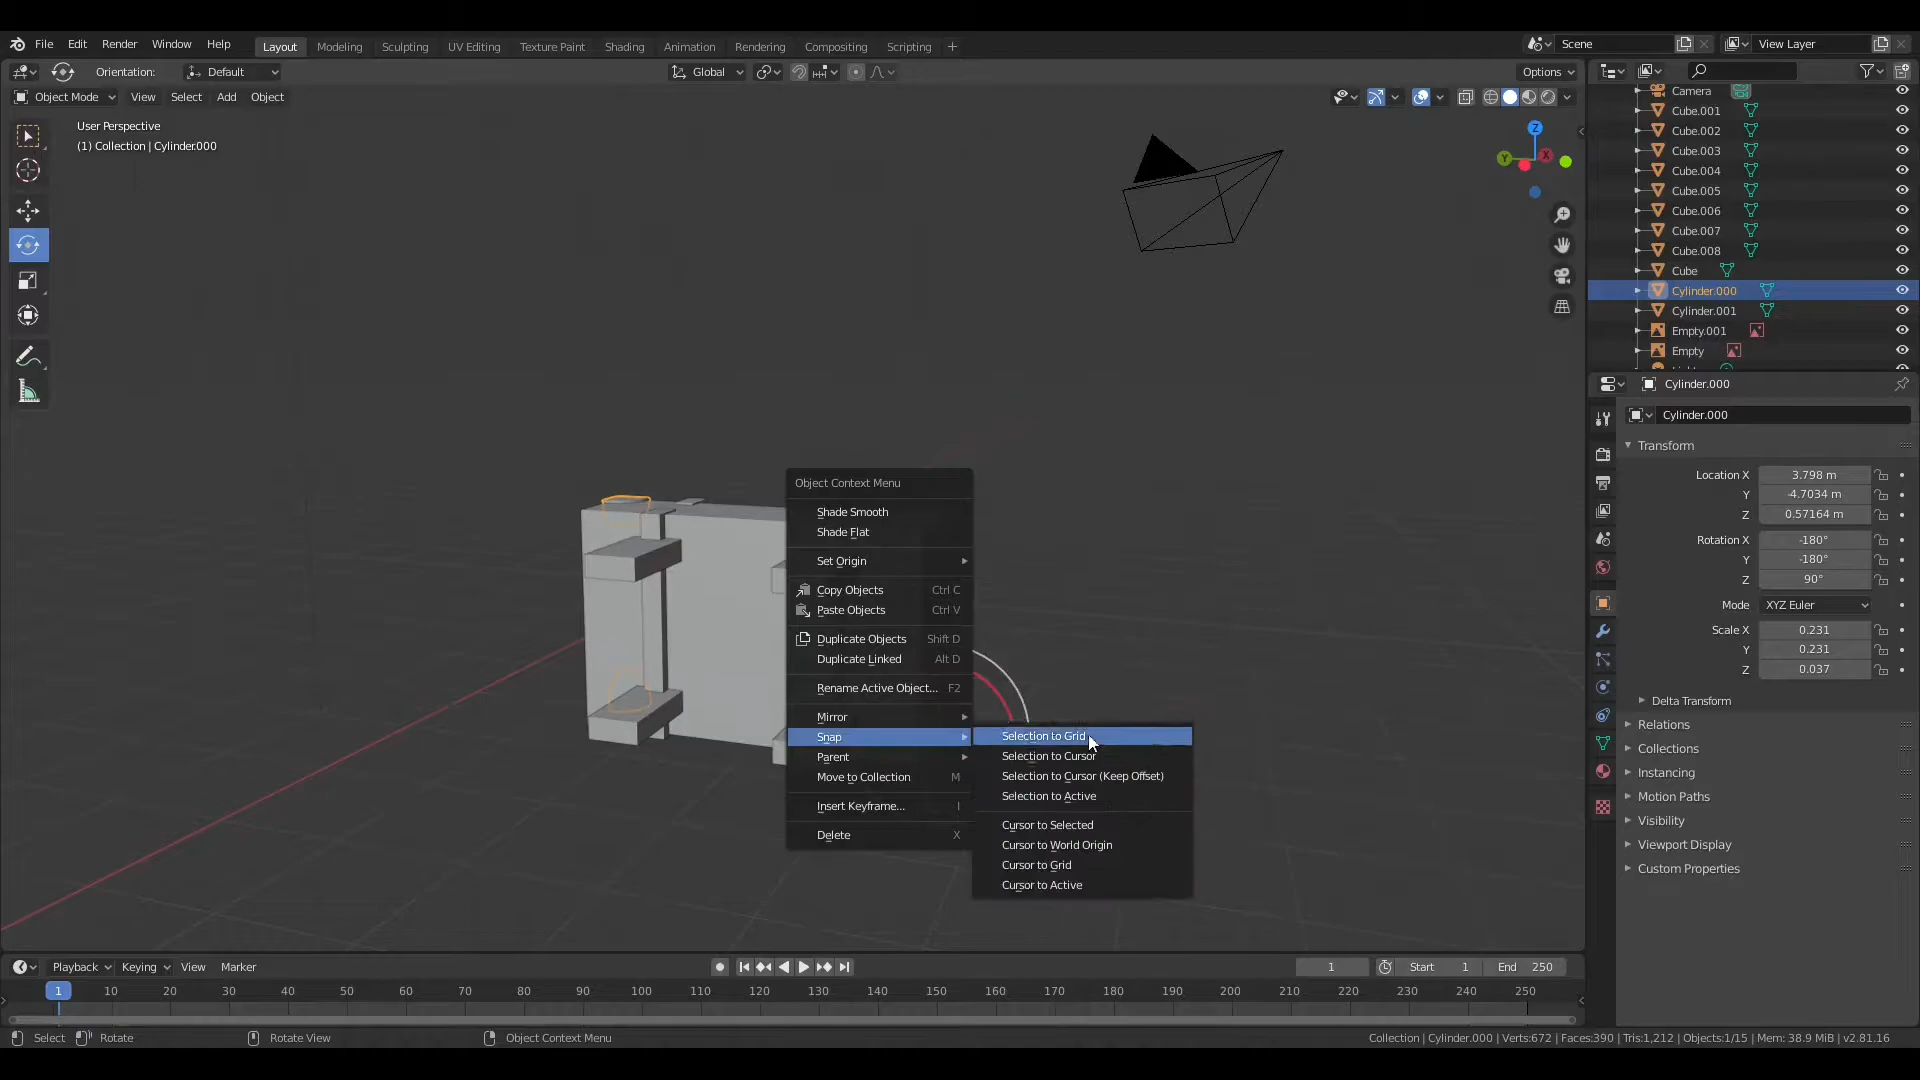 File Edit Render Window Help Layout Modeling Sculpting UV Editing Texture Paint Shading Animation Rendering Compositing Scripting + Scene View Layer
Orientation: Default Global Options
Object Mode View Select Add Object
User Perspective
(1) Collection | Cylinder.000
Z
Y
X
Camera
Cube.001
Cube.002
Cube.003
Cube.004
Cube.005
Cube.006
Cube.007
Cube.008
Cube
Cylinder.000
Cylinder.001
Empty.001
Empty
Cylinder.000
Cylinder.000
Transform
Location X 3.798 m
Y -4.7034 m
Z 0.57164 m
Rotation X -180°
Y -180°
Z 90°
Mode XYZ Euler
Scale X 0.231
Y 0.231
Z 0.037
Delta Transform
Relations
Collections
Instancing
Motion Paths
Visibility
Viewport Display
Custom Properties
Object Context Menu
Shade Smooth
Shade Flat
Set Origin
Copy Objects Ctrl C
Paste Objects Ctrl V
Duplicate Objects Shift D
Duplicate Linked Alt D
Rename Active Object... F2
Mirror
Snap
Parent
Move to Collection M
Insert Keyframe... I
Delete X
Selection to Grid
Selection to Cursor
Selection to Cursor (Keep Offset)
Selection to Active
Cursor to Selected
Cursor to World Origin
Cursor to Grid
Cursor to Active
Playback Keying View Marker 1 Start 1 End 250
1 10 20 30 40 50 60 70 80 90 100 110 120 130 140 150 160 170 180 190 200 210 220 230 240 250
Select Rotate Rotate View Object Context Menu Collection | Cylinder.000 | Verts:672 | Faces:390 | Tris:1,212 | Objects:1/15 | Mem: 38.9 MiB | v2.81.16